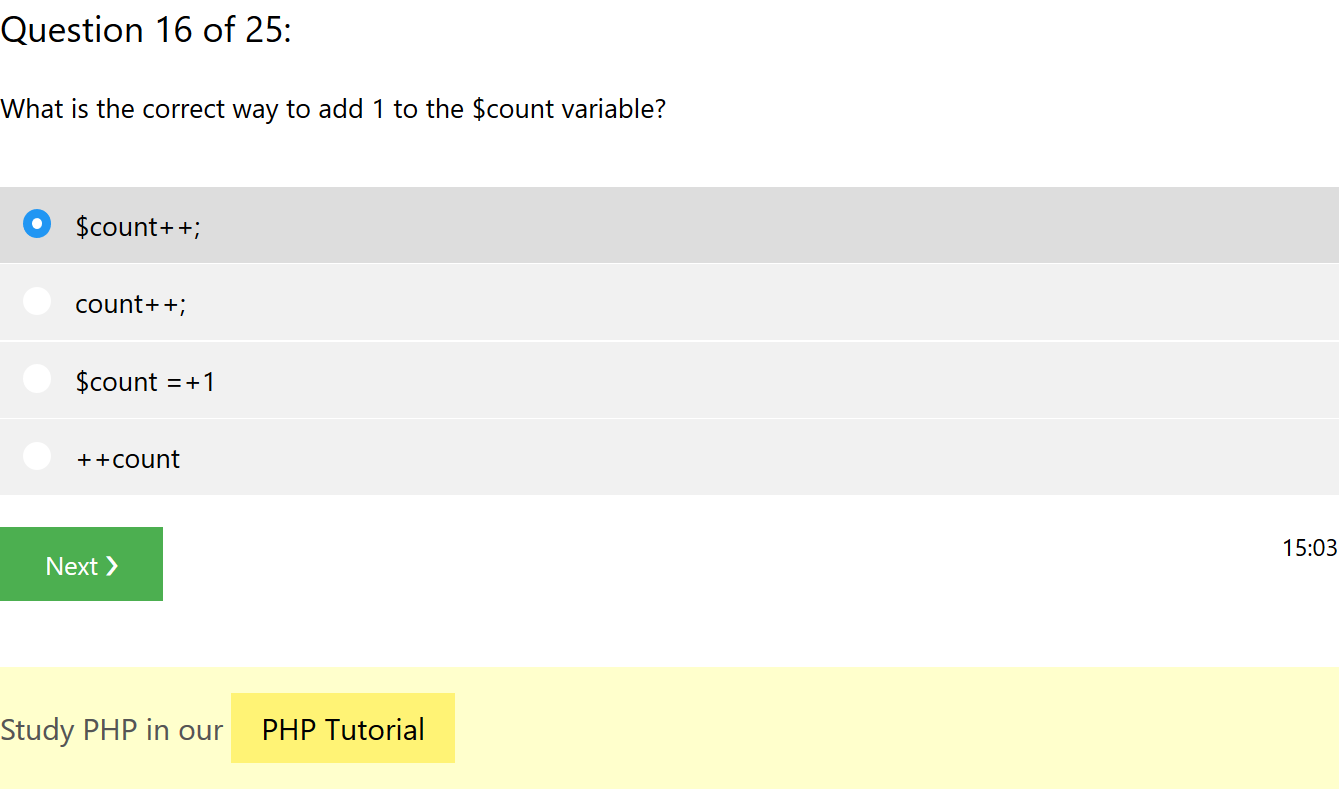 Question 16 of 25:
What is the correct way to add 1 to the $count variable?
$count++;
count++;
$count =+1
++count
Next ❯
15:03
Study PHP in our PHP Tutorial